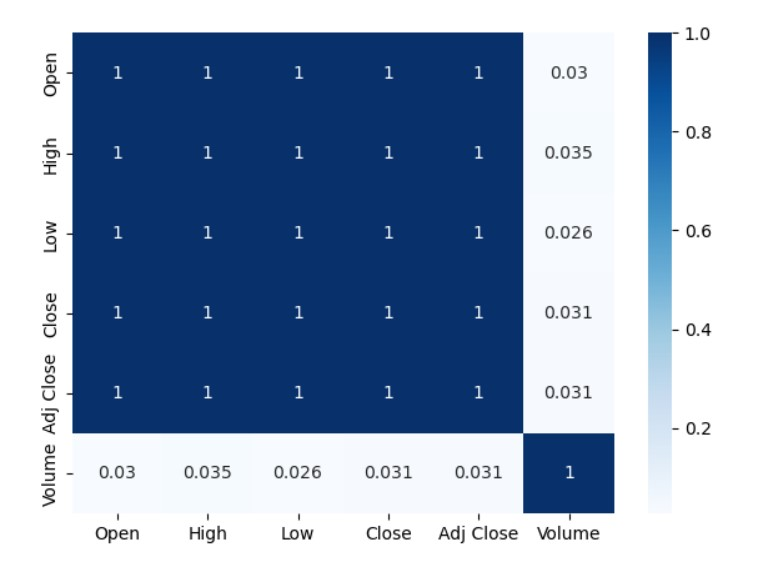 Open 1 1 1 1 1 0.03
High 1 1 1 1 1 0.035
Low 1 1 1 1 1 0.026
Close 1 1 1 1 1 0.031
Adj Close 1 1 1 1 1 0.031
Volume 0.03 0.035 0.026 0.031 0.031 1
Open High Low Close Adj Close Volume
1.0
0.8
0.6
0.4
0.2